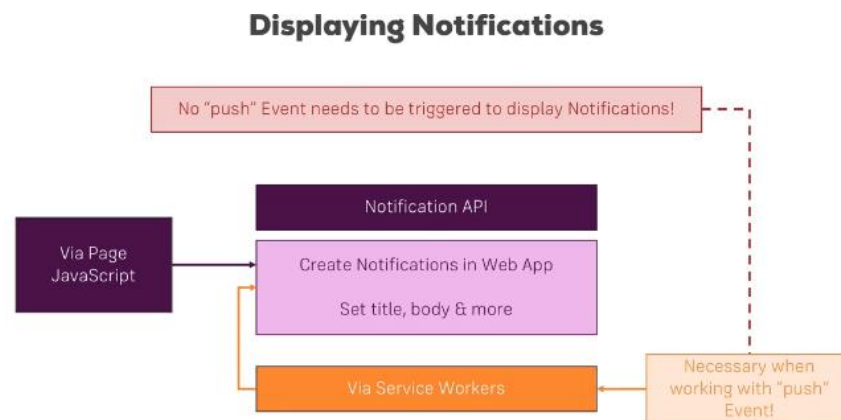 Displaying Notifications
No "push" Event needs to be triggered to display Notifications!
Notification API
Via Page
JavaScript
Create Notifications in Web App
Set title, body & more
Via Service Workers
Necessary when
working with "push"
Event!